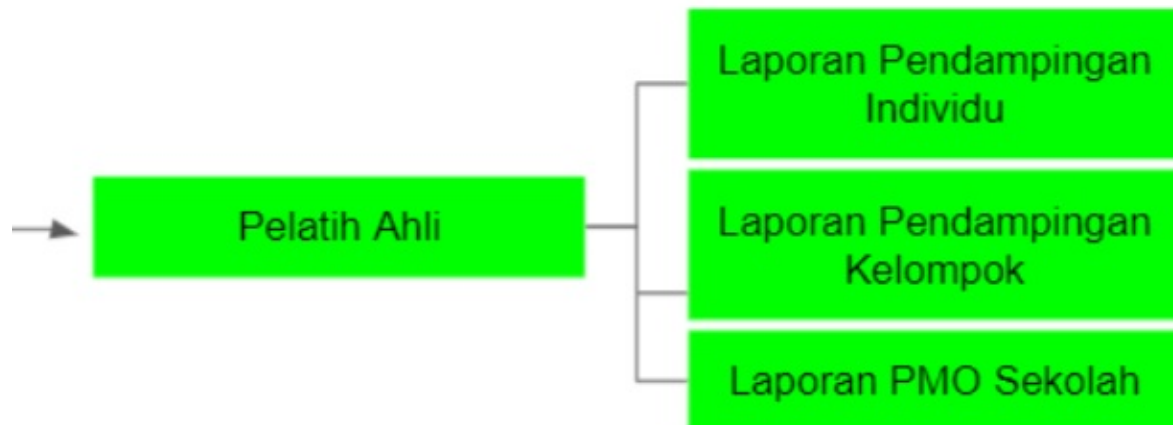 Laporan Pendampingan
Individu
Pelatih Ahli
Laporan Pendampingan
Kelompok
Laporan PMO Sekolah